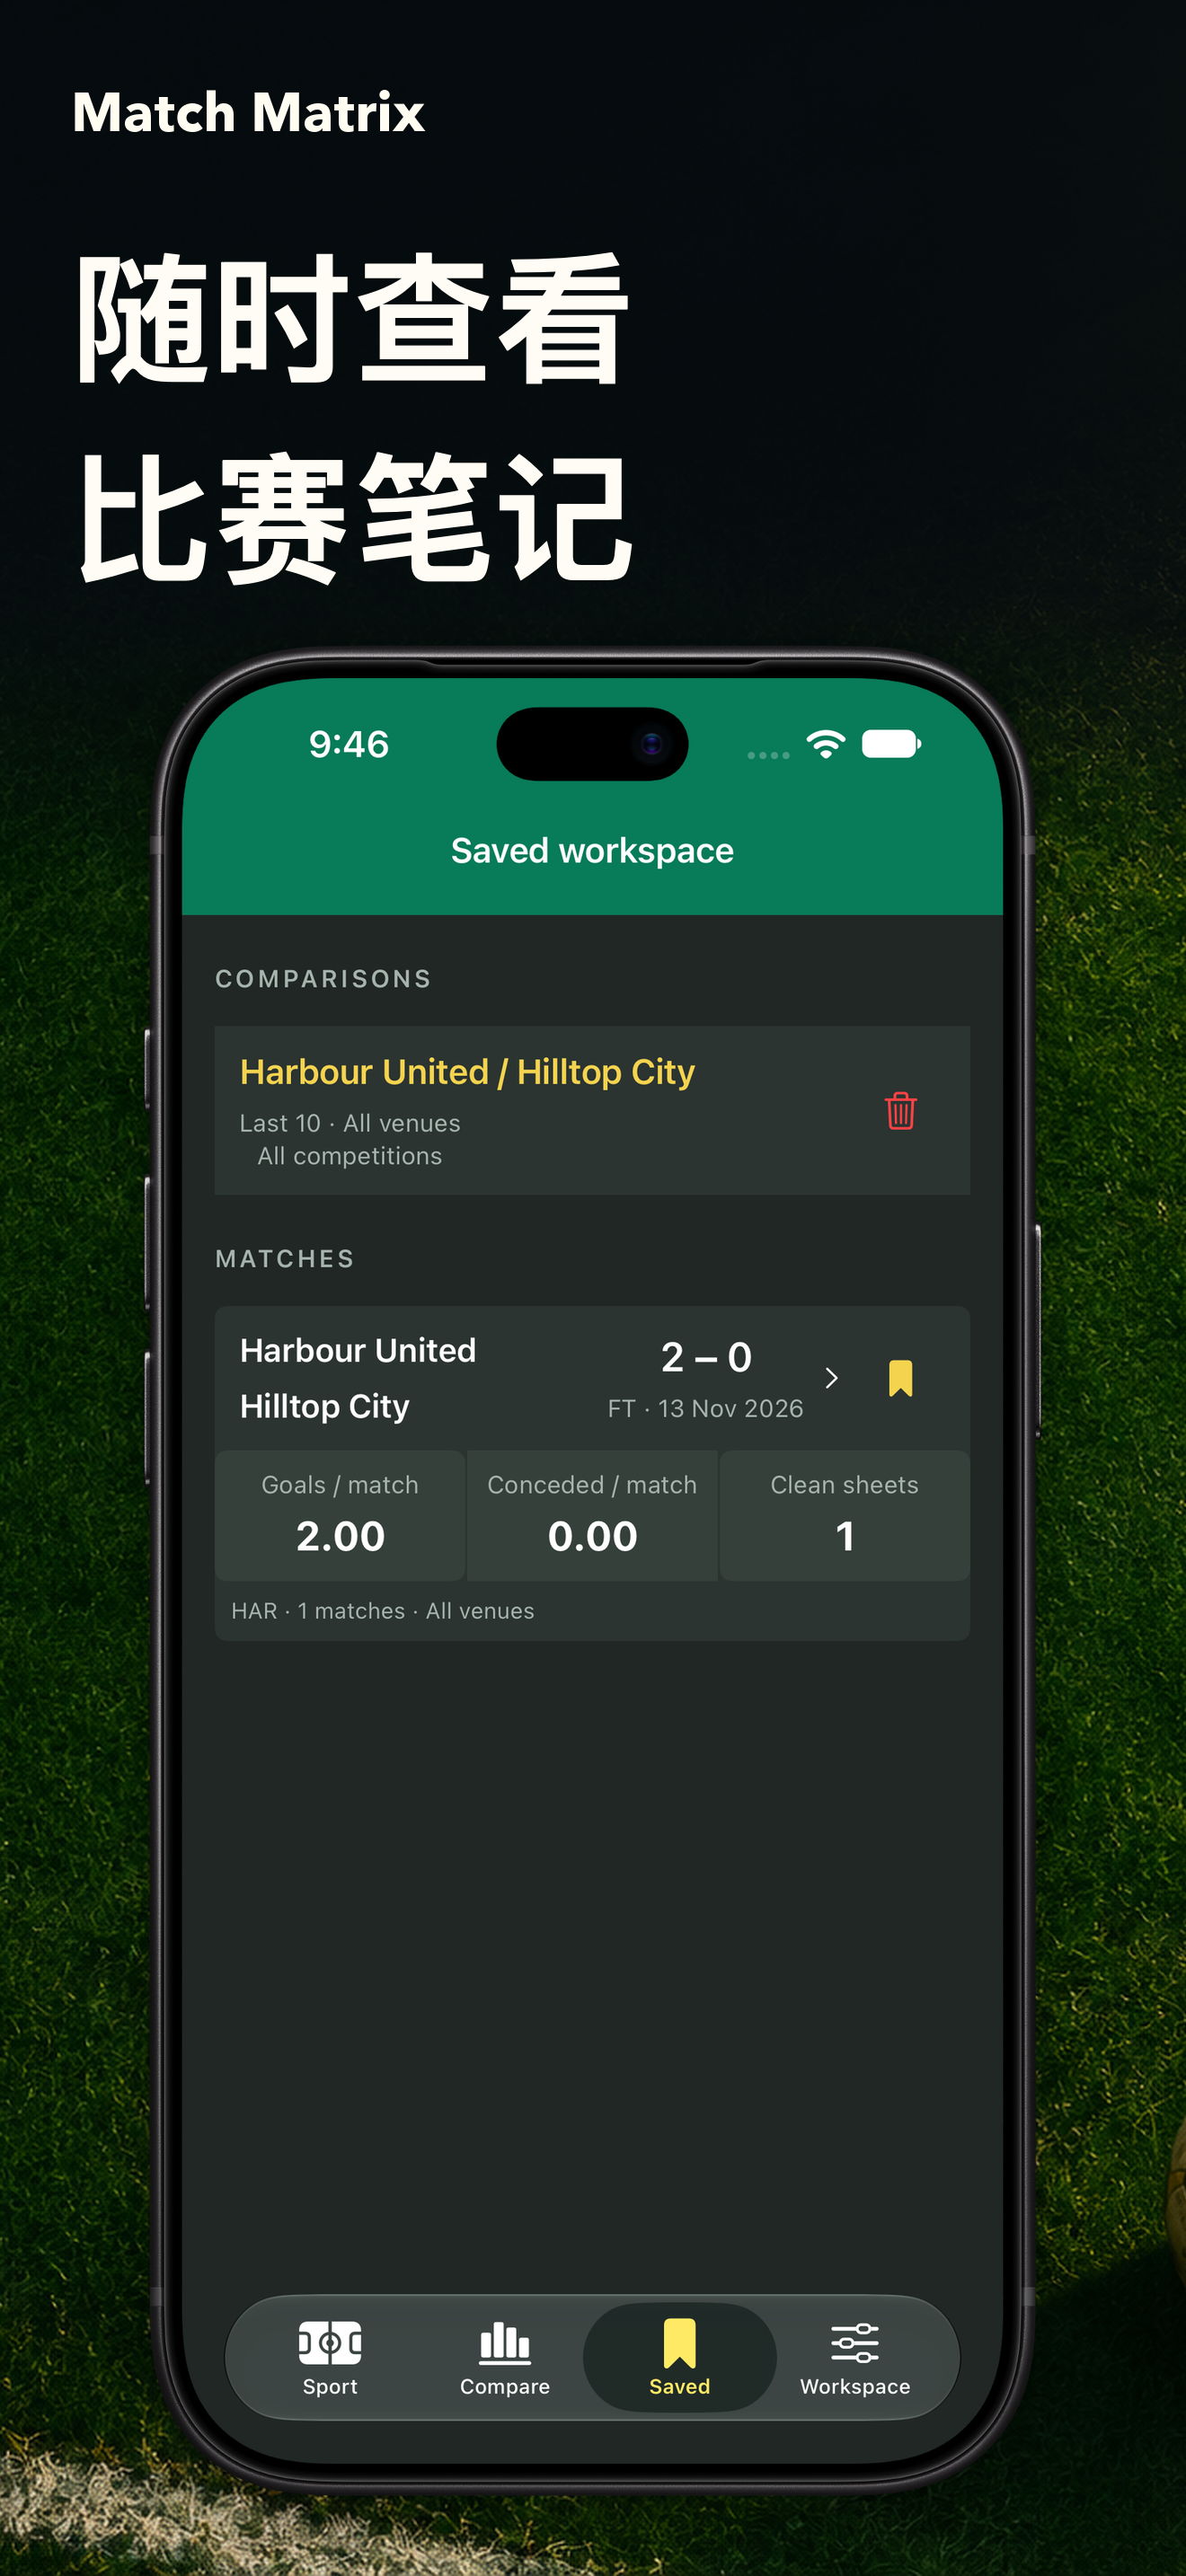 Match Matrix
随时查看
比赛笔记
9:46
Saved workspace
COMPARISONS
Harbour United / Hilltop City
Last 10 · All venues
All competitions
MATCHES
Harbour United
2 – 0
Hilltop City
FT · 13 Nov 2026
Goals / match
Conceded / match
Clean sheets
2.00
0.00
1
HAR · 1 matches · All venues
Sport
Compare
Saved
Workspace